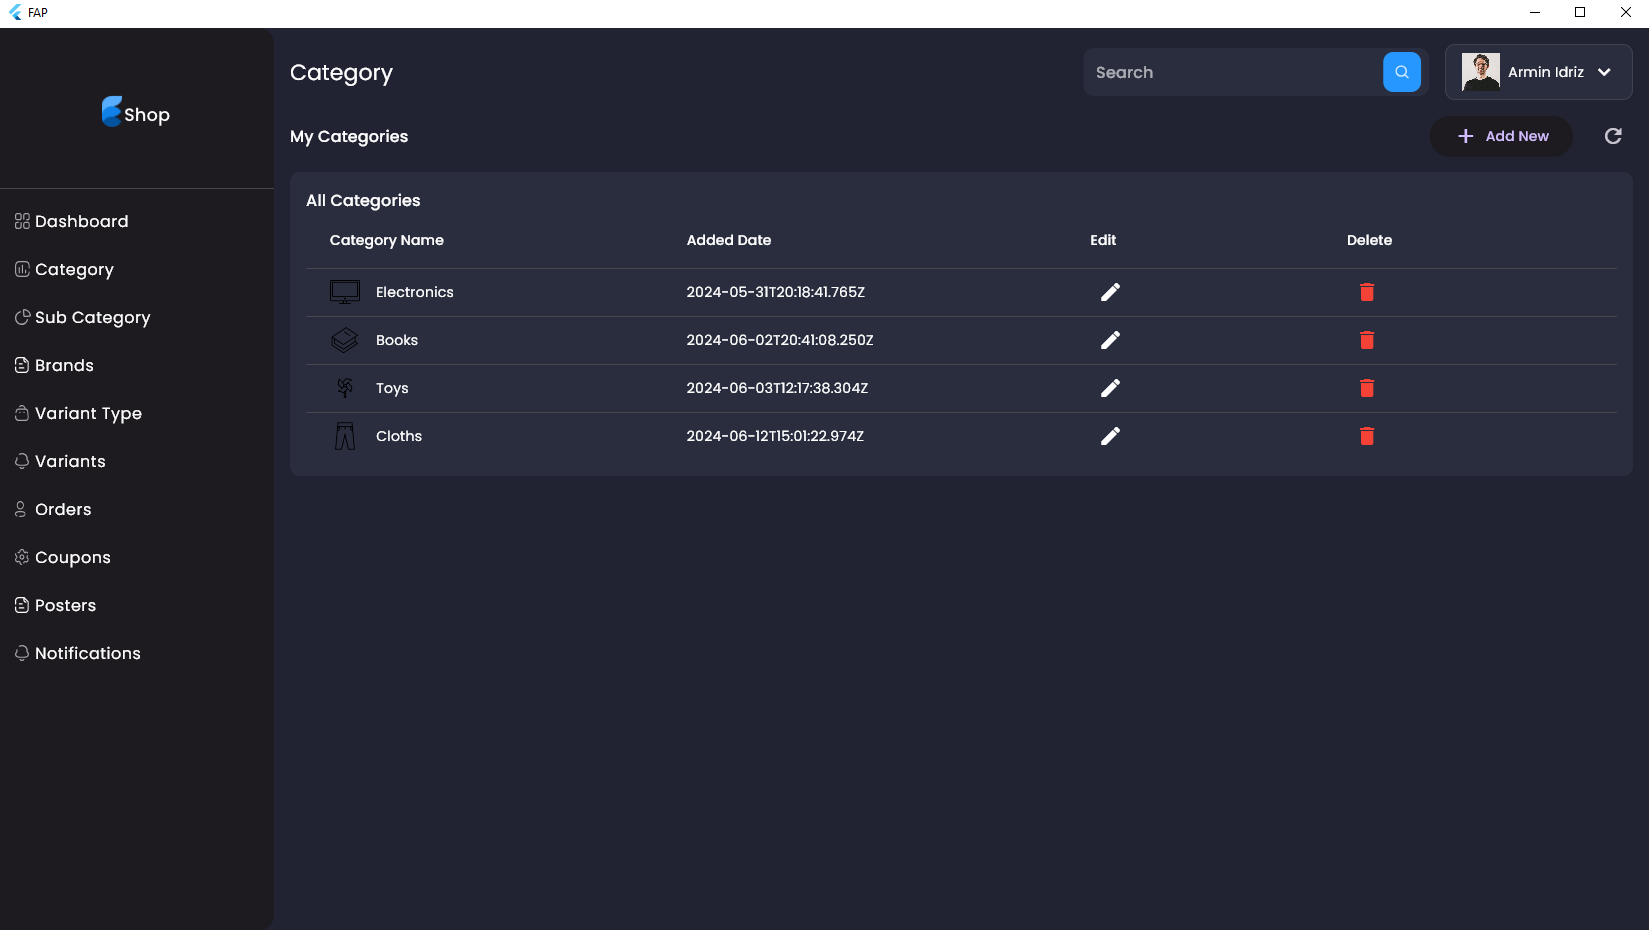 FAP
Shop
Dashboard
Category
Sub Category
Brands
Variant Type
Variants
Orders
Coupons
Posters
Notifications
Category
Search
Armin Idriz
My Categories
Add New
All Categories
Category Name Added Date Edit Delete
Electronics 2024-05-31T20:18:41.765Z
Books 2024-06-02T20:41:08.250Z
Toys 2024-06-03T12:17:38.304Z
Cloths 2024-06-12T15:01:22.974Z